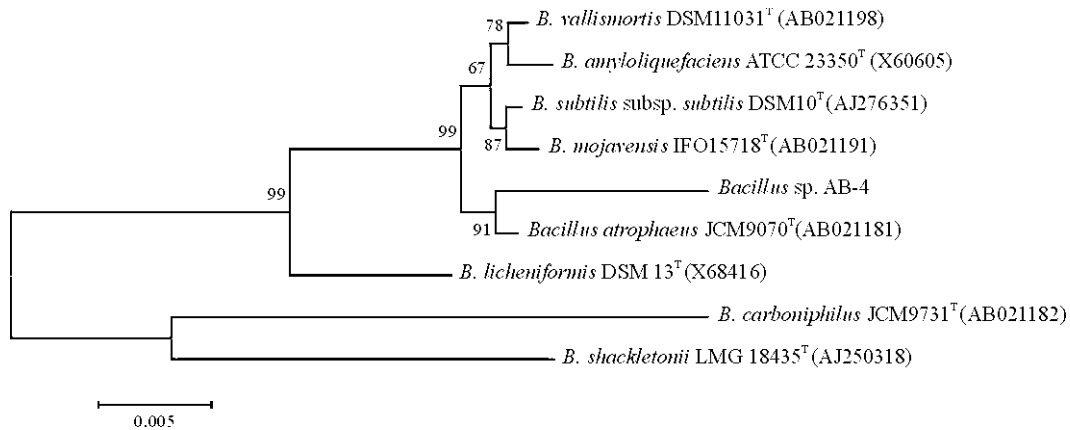 78 B. vallismortis DSM11031ᵀ (AB021198)
B. amyloliquefaciens ATCC 23350ᵀ (X60605)
67
B. subtilis subsp. subtilis DSM10ᵀ (AJ276351)
99
87 B. mojavensis IFO15718ᵀ (AB021191)
Bacillus sp. AB-4
99
91 Bacillus atrophaeus JCM9070ᵀ (AB021181)
B. licheniformis DSM 13ᵀ (X68416)
B. carboniphilus JCM9731ᵀ (AB021182)
B. shackletonii LMG 18435ᵀ (AJ250318)
0.005